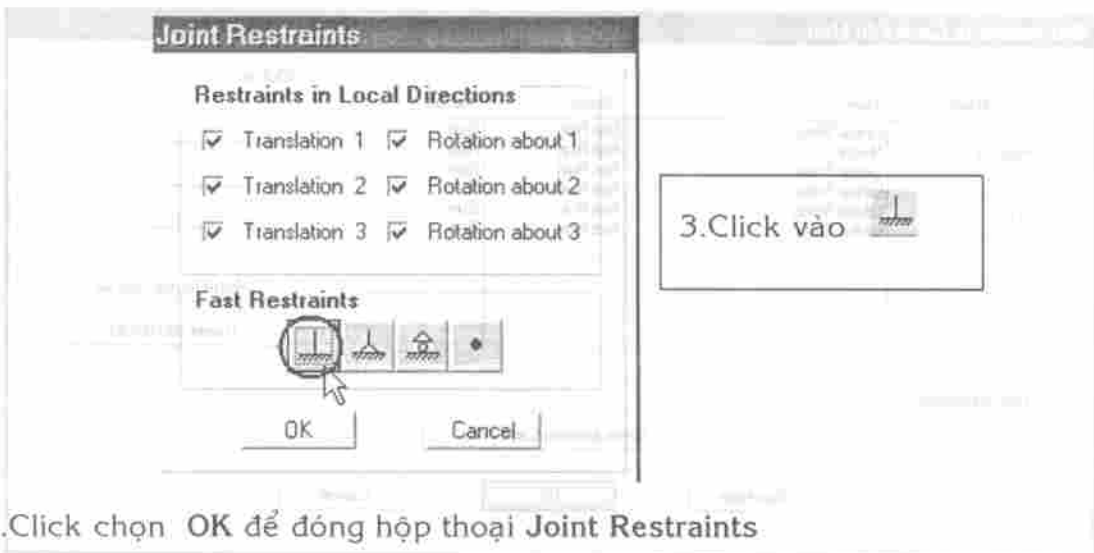 Joint Restraints
Restraints in Local Directions
Translation 1 Rotation about 1
Translation 2 Rotation about 2
Translation 3 Rotation about 3
3.Click vào
Fast Restraints
OK Cancel
.Click chọn OK để đóng hộp thoại Joint Restraints